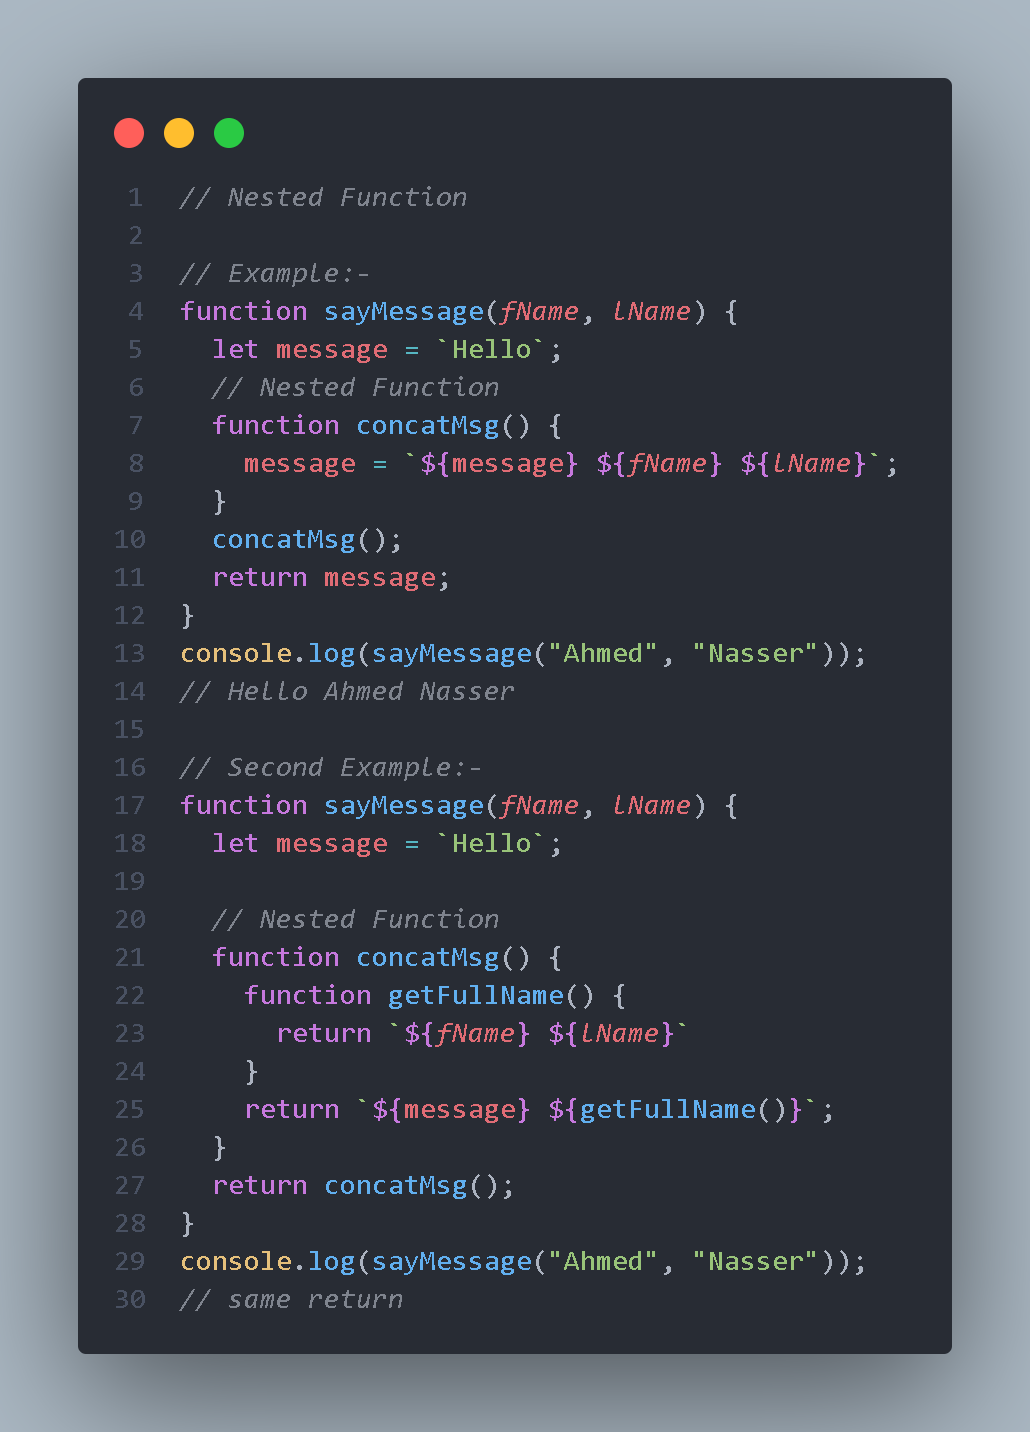 1 // Nested Function
2
3 // Example:-
4 function sayMessage(fName, lName) {
5   let message = `Hello`;
6   // Nested Function
7   function concatMsg() {
8     message = `${message} ${fName} ${lName}`;
9   }
10   concatMsg();
11   return message;
12 }
13 console.log(sayMessage("Ahmed", "Nasser"));
14 // Hello Ahmed Nasser
15
16 // Second Example:-
17 function sayMessage(fName, lName) {
18   let message = `Hello`;
19
20   // Nested Function
21   function concatMsg() {
22     function getFullName() {
23       return `${fName} ${lName}`
24     }
25     return `${message} ${getFullName()}`;
26   }
27   return concatMsg();
28 }
29 console.log(sayMessage("Ahmed", "Nasser"));
30 // same return